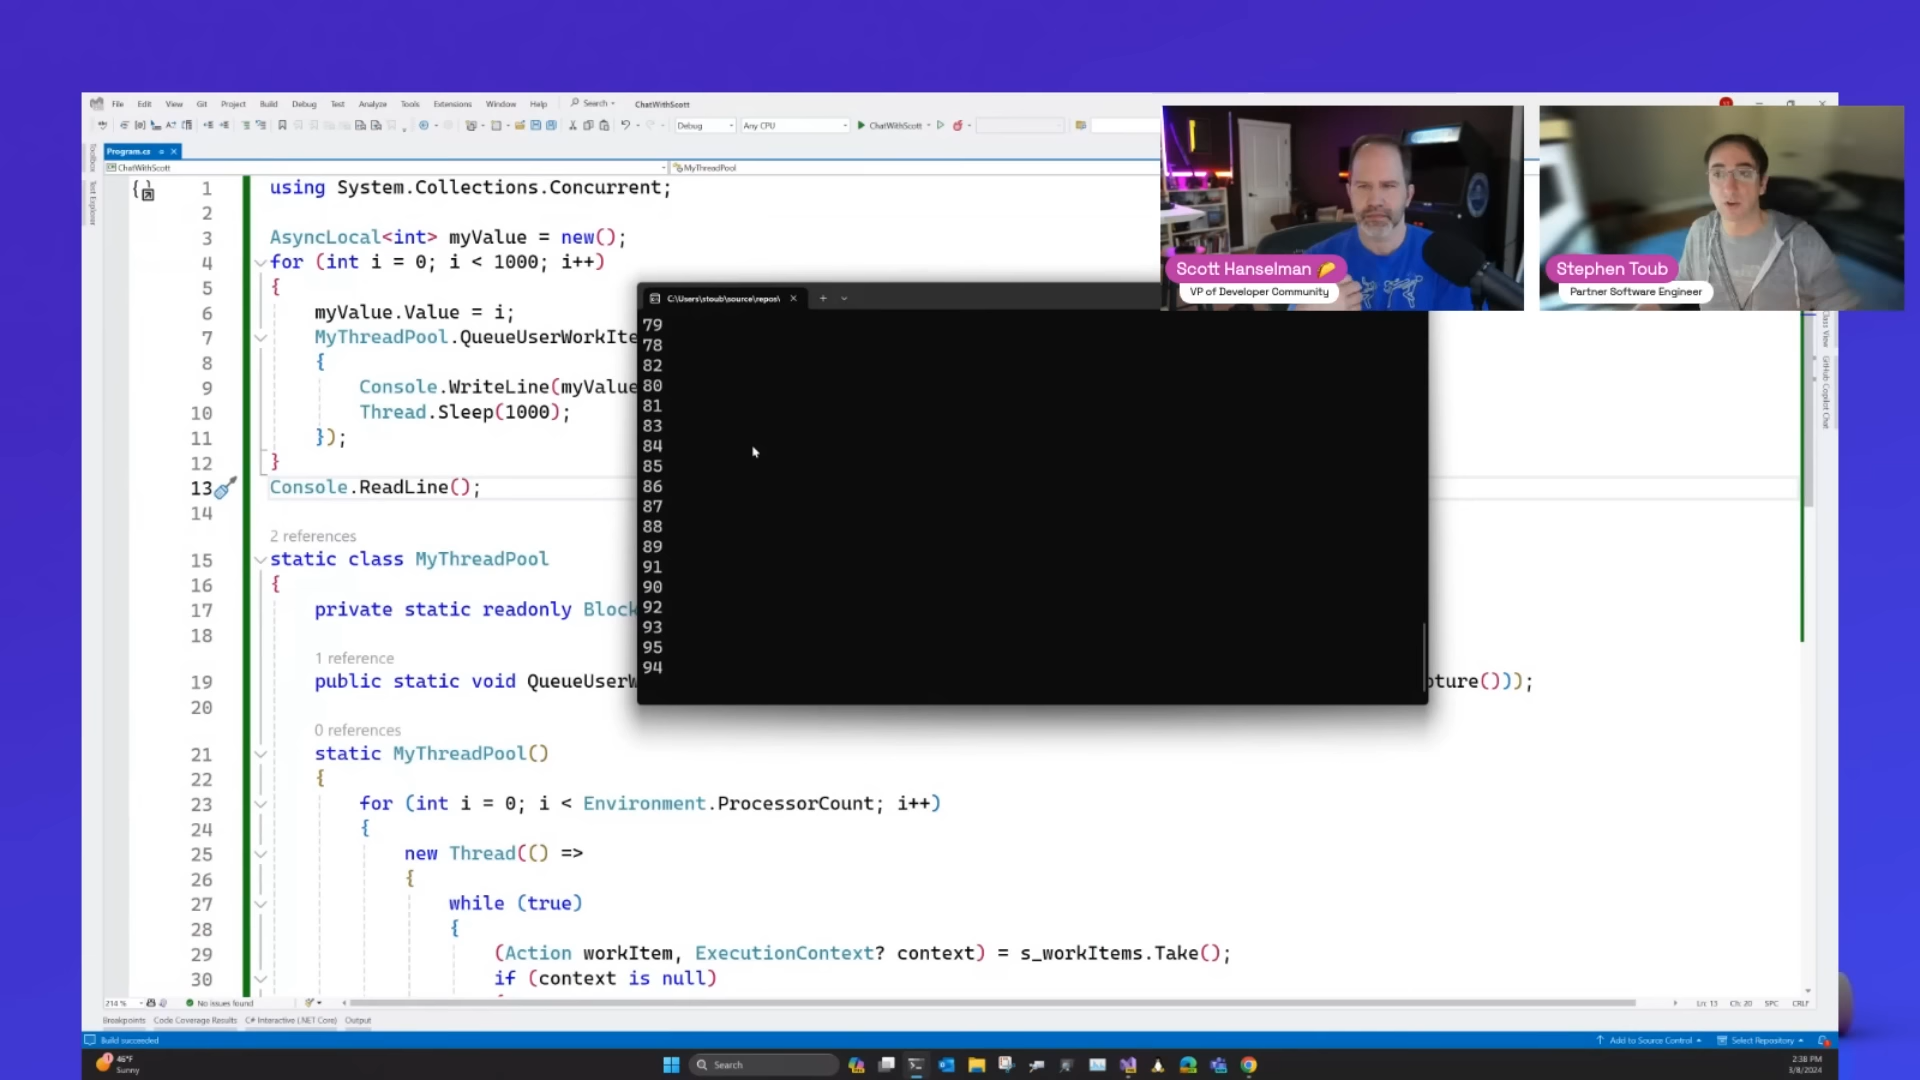 File Edit View Git Project Build Debug Test Analyze Tools Extensions Window Help Search ChatWithScott
Debug Any CPU ChatWithScott
Program.cs
ChatWithScott MyThreadPool
Toolbox
Test Explorer
1 using System.Collections.Concurrent;
2
3 AsyncLocal<int> myValue = new();
4 for (int i = 0; i < 1000; i++)
5 {
6 myValue.Value = i;
7 MyThreadPool.QueueUserWorkIte
8 {
9 Console.WriteLine(myValue
10 Thread.Sleep(1000);
11 });
12 }
13 Console.ReadLine();
14
2 references
15 static class MyThreadPool
16 {
17 private static readonly Block
18
1 reference
19 public static void QueueUserW pture()));
20
0 references
21 static MyThreadPool()
22 {
23 for (int i = 0; i < Environment.ProcessorCount; i++)
24 {
25 new Thread(() =>
26 {
27 while (true)
28 {
29 (Action workItem, ExecutionContext? context) = s_workItems.Take();
30 if (context is null)
C:\Users\stoub\source\repos\
79
78
82
80
81
83
84
85
86
87
88
89
91
90
92
93
95
94
Scott Hanselman 🌮
VP of Developer Community
Stephen Toub
Partner Software Engineer
Class View
GitHub Copilot Chat
214 % No issues found Ln: 13 Ch: 20 SPC CRLF
Breakpoints Code Coverage Results C# Interactive (.NET Core) Output
Build succeeded Add to Source Control Select Repository
46°F
Sunny
Search
2:38 PM
3/8/2024